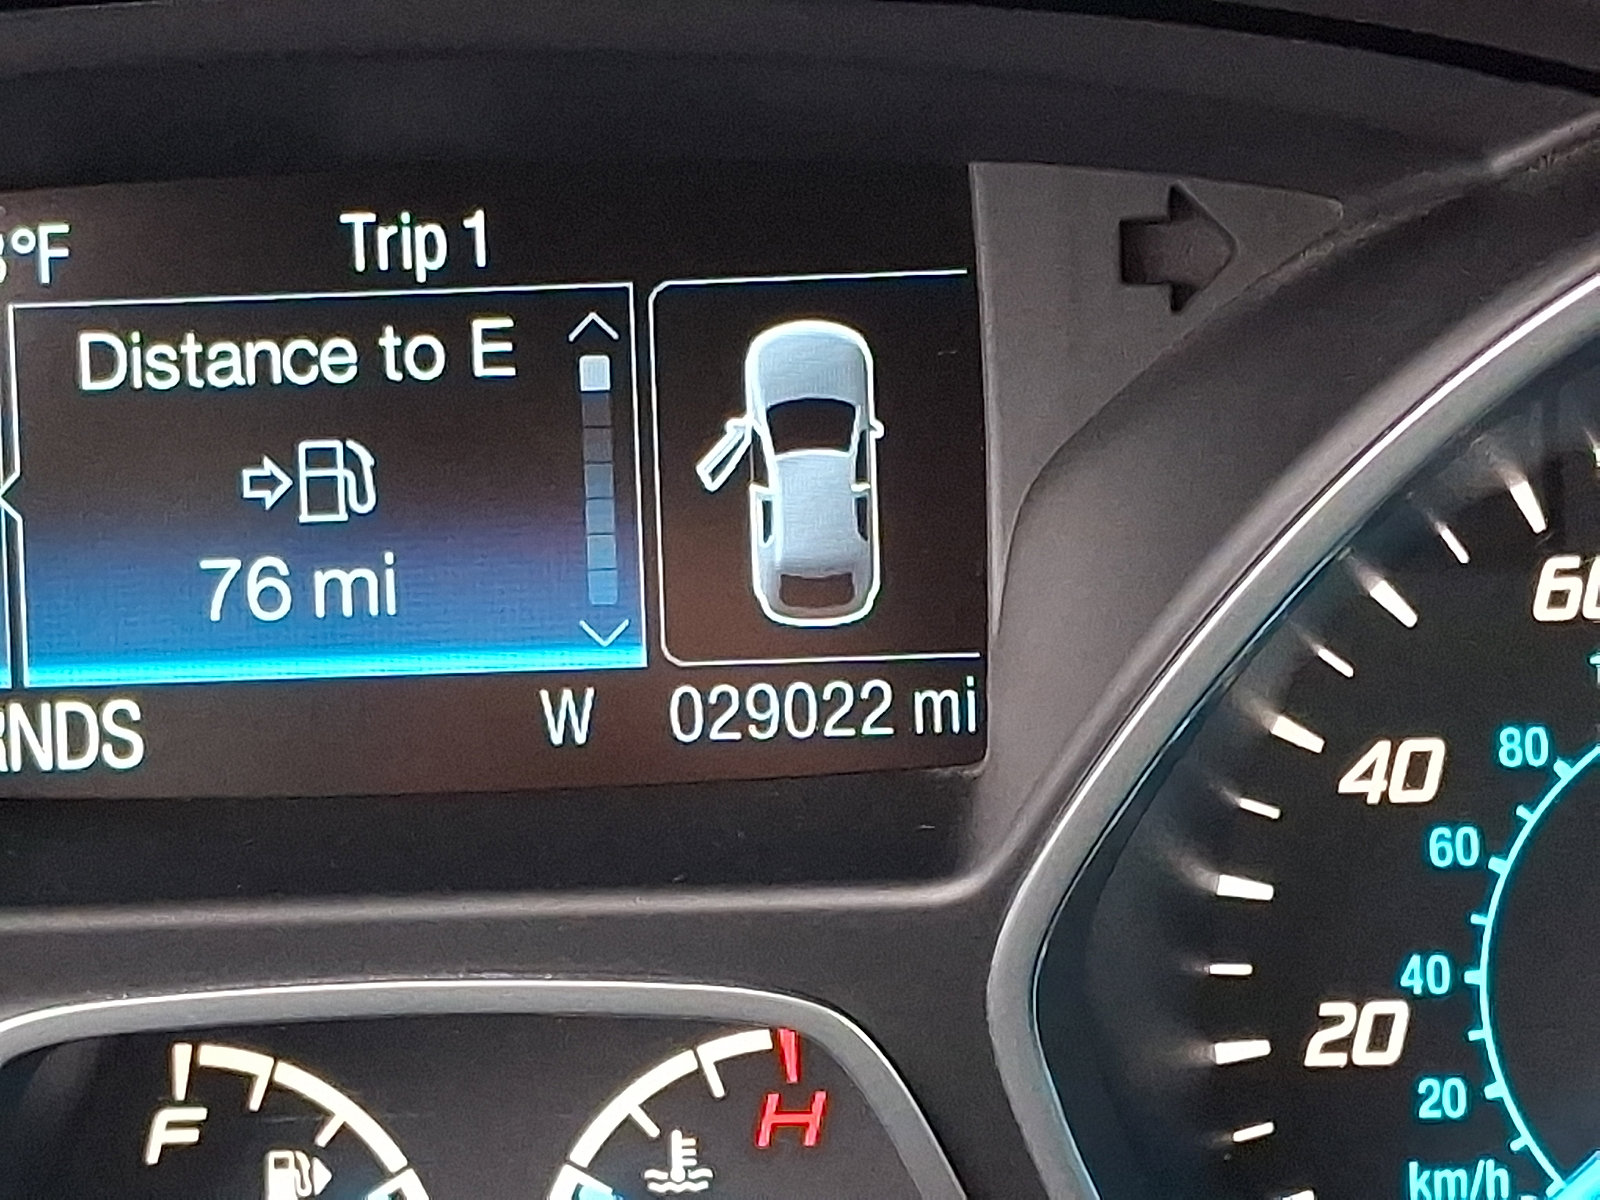 °F
Trip 1
Distance to E
76 mi
RNDS
W
029022 mi
F
H
60
40
20
80
60
40
20
km/h